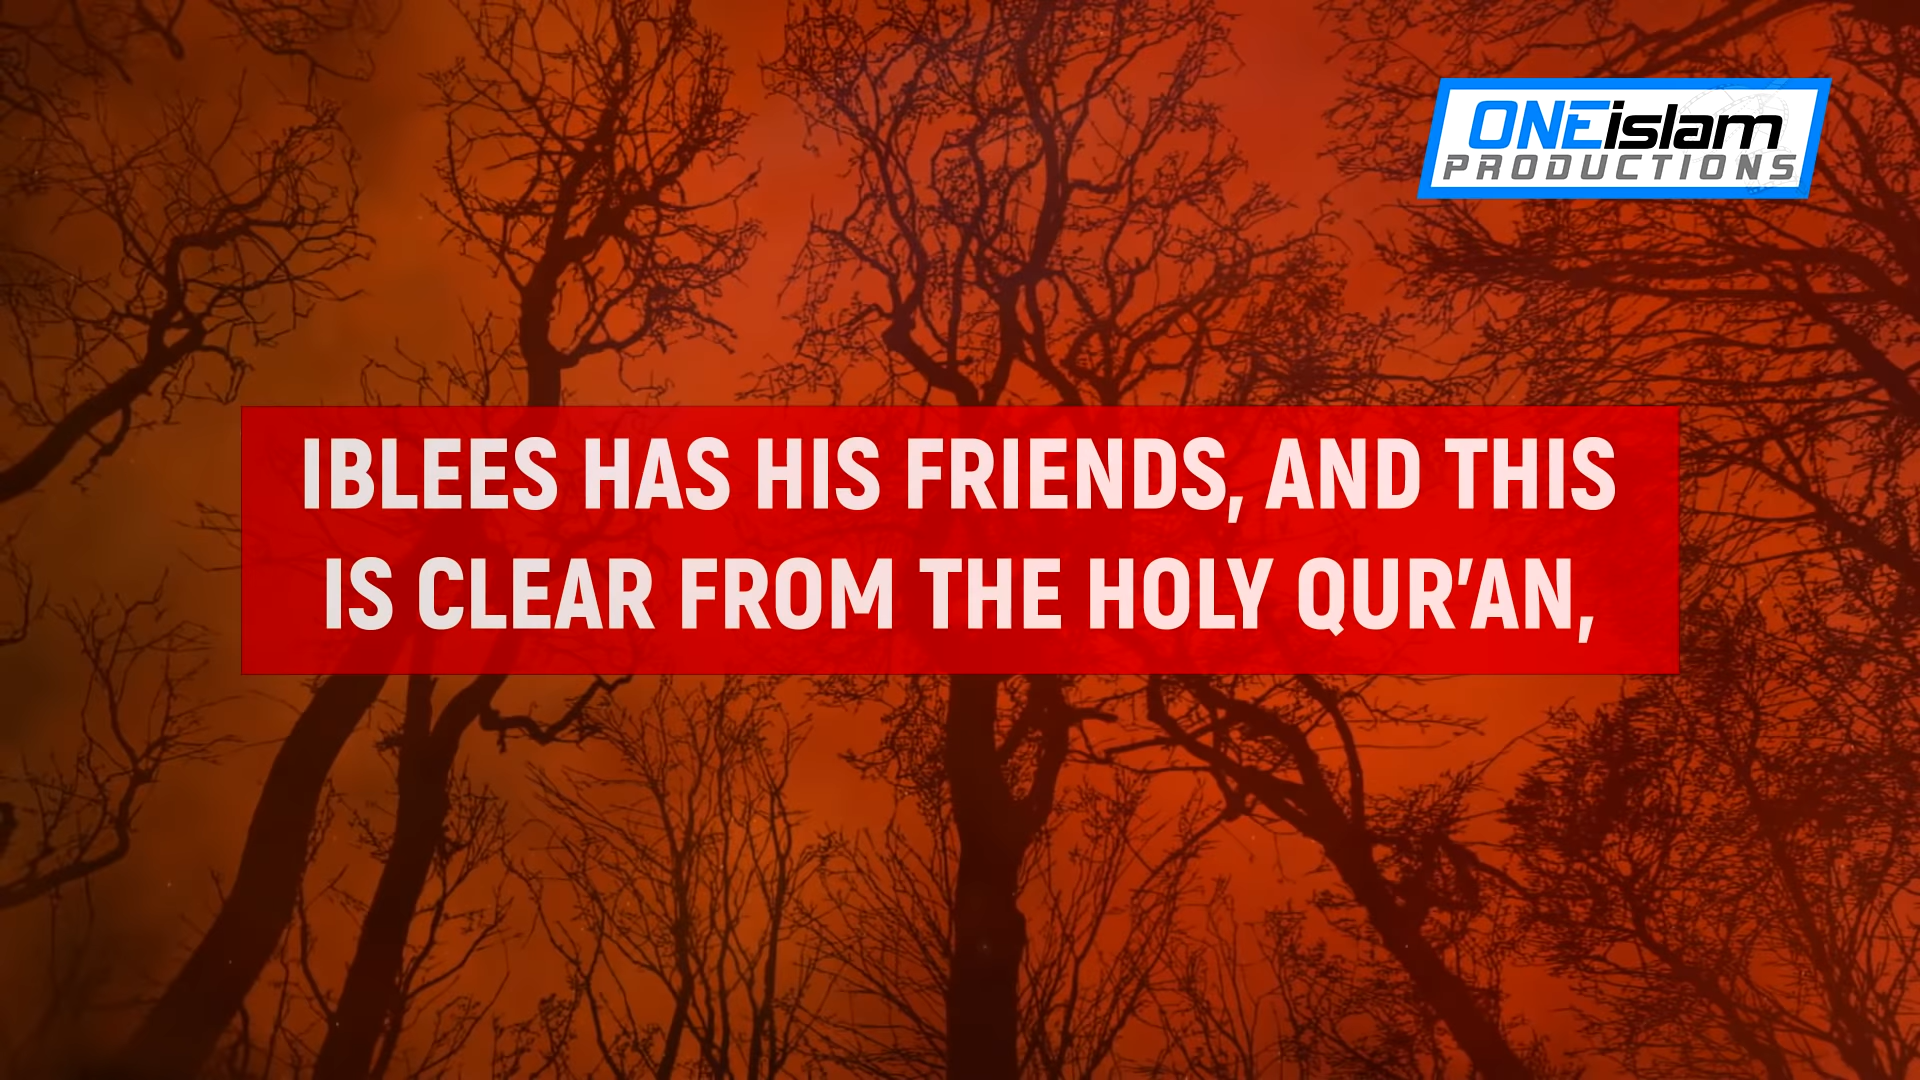 ONEislam
PRODUCTIONS
IBLEES HAS HIS FRIENDS, AND THIS
IS CLEAR FROM THE HOLY QUR'AN,